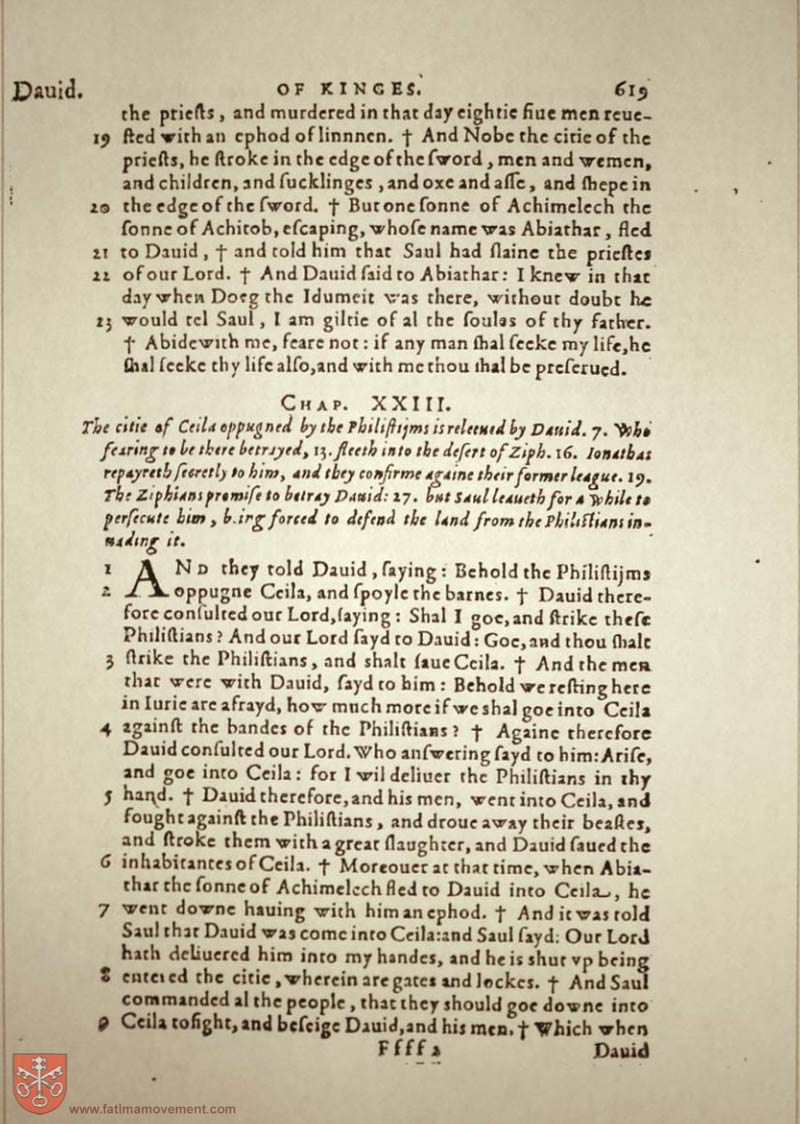 Dauid. OF KINGES. 619
the prieſts, and murdered in that day eightie fiue men reue-
19 ſted with an ephod of linnnen. † And Nobe the citie of the
prieſts, he ſtroke in the edge of the ſword, men and wemen,
and children, and ſucklinges, and oxe and aſſe, and ſhepe in
20 the edge of the ſword. † But one ſonne of Achimelech the
ſonne of Achitob, eſcaping, whoſe name was Abiathar, fled
21 to Dauid, † and told him that Saul had ſlaine the prieſtes
22 of our Lord. † And Dauid ſaid to Abiathar: I knew in that
day when Doeg the Idumeit was there, without doubt he
23 would tel Saul, I am giltie of al the ſoules of thy father.
† Abide with me, feare not: if any man ſhal ſeeke my life, he
ſhal ſeeke thy life alſo, and with me thou ſhal be preſerued.
CHAP. XXIII.
The citie of Ceila oppugned by the Philiſtijms is releeued by Dauid. 7. Who
fearing to be there betrayed, 13. fleeth into the deſert of Ziph. 16. Ionathas
repayreth ſecretly to him, and they confirme againe their former league. 19.
The Ziphians promiſe to betray Dauid: 27. but Saul leaueth for a while to
perſecute him, being forced to defend the land from the Philiſtians in-
uading it.
1 AND they told Dauid, ſaying: Behold the Philiſtijms
2 oppugne Ceila, and ſpoyle the barnes. † Dauid there-
fore conſulted our Lord, ſaying: Shal I goe, and ſtrike theſe
Philiſtians? And our Lord ſayd to Dauid: Goe, and thou ſhalt
3 ſtrike the Philiſtians, and shalt ſaue Ceila. † And the men
that were with Dauid, ſayd to him: Behold we reſting here
in Iurie are afrayd, how much more if we shal goe into Ceila
4 againſt the bandes of the Philiſtians? † Againe therefore
Dauid conſulted our Lord. Who anſwering ſayd to him: Ariſe,
and goe into Ceila: for I wil deliuer the Philiſtians in thy
5 hand. † Dauid therefore, and his men, went into Ceila, and
fought againſt the Philiſtians, and droue away their beaſtes,
and ſtroke them with a great ſlaughter, and Dauid ſaued the
6 inhabitantes of Ceila. † Moreouer at that time, when Abia-
thar the ſonne of Achimelech fled to Dauid into Ceila, he
7 went downe hauing with him an ephod. † And it was told
Saul that Dauid was come into Ceila: and Saul ſayd: Our Lord
hath deliuered him into my handes, and he is shut vp being
8 entered the citie, wherein are gates and lockes. † And Saul
commanded al the people, that they should goe downe into
9 Ceila to fight, and beſeige Dauid, and his men. † Which when
Ffff 2 Dauid
www.fatimamovement.com